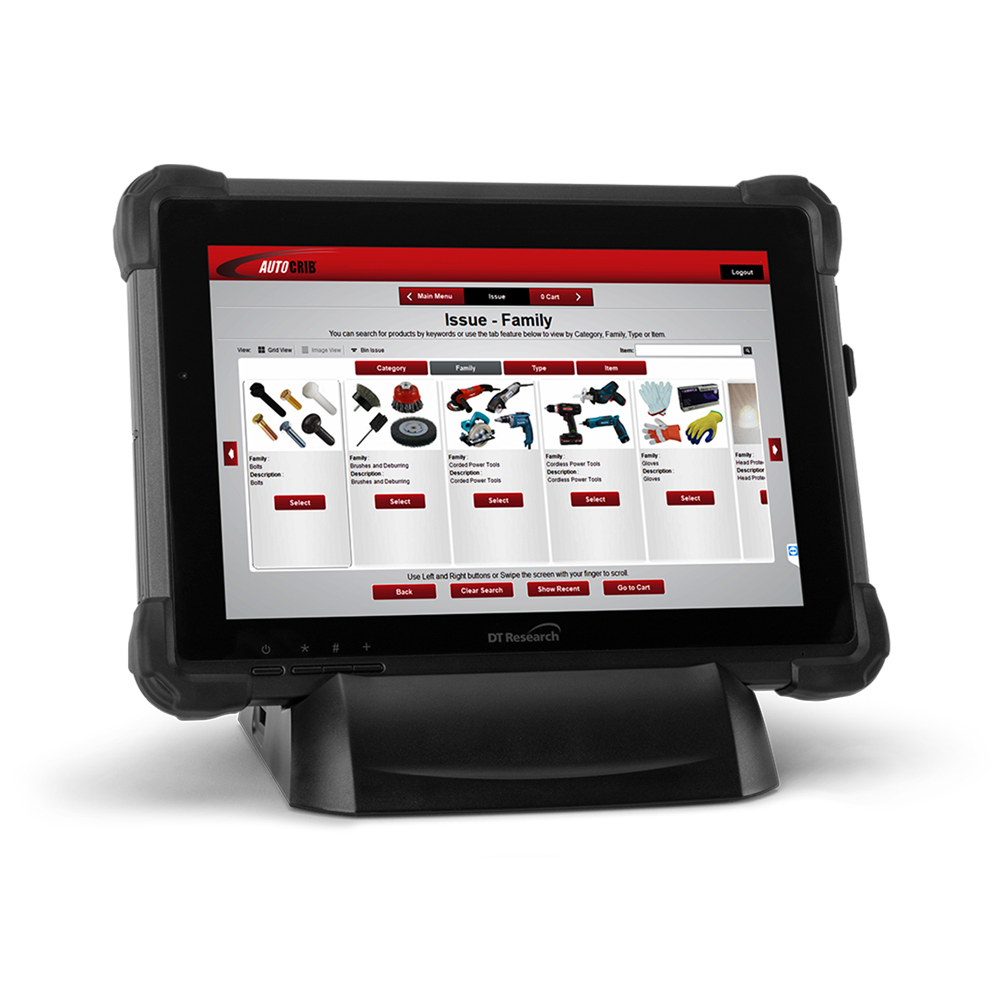 AUTOCRIB
Logout
Main Menu
Issue
0 Cart
Issue - Family
You can search for products by keywords or use the tab feature below to view by Category, Family, Type or Item.
View: Grid View Image View Bin Issue Item:
Category Family Type Item
Family :
Bolts
Description :
Bolts
Select
Family :
Brushes and Deburring
Description :
Brushes and Deburring
Select
Family :
Corded Power Tools
Description :
Corded Power Tools
Select
Family :
Cordless Power Tools
Description :
Cordless Power Tools
Select
Family :
Gloves
Description :
Gloves
Select
Family :
Head Prote
Description
Head Prote
Use Left and Right buttons or Swipe the screen with your finger to scroll.
Back Clear Search Show Recent Go to Cart
DT Research
* # +